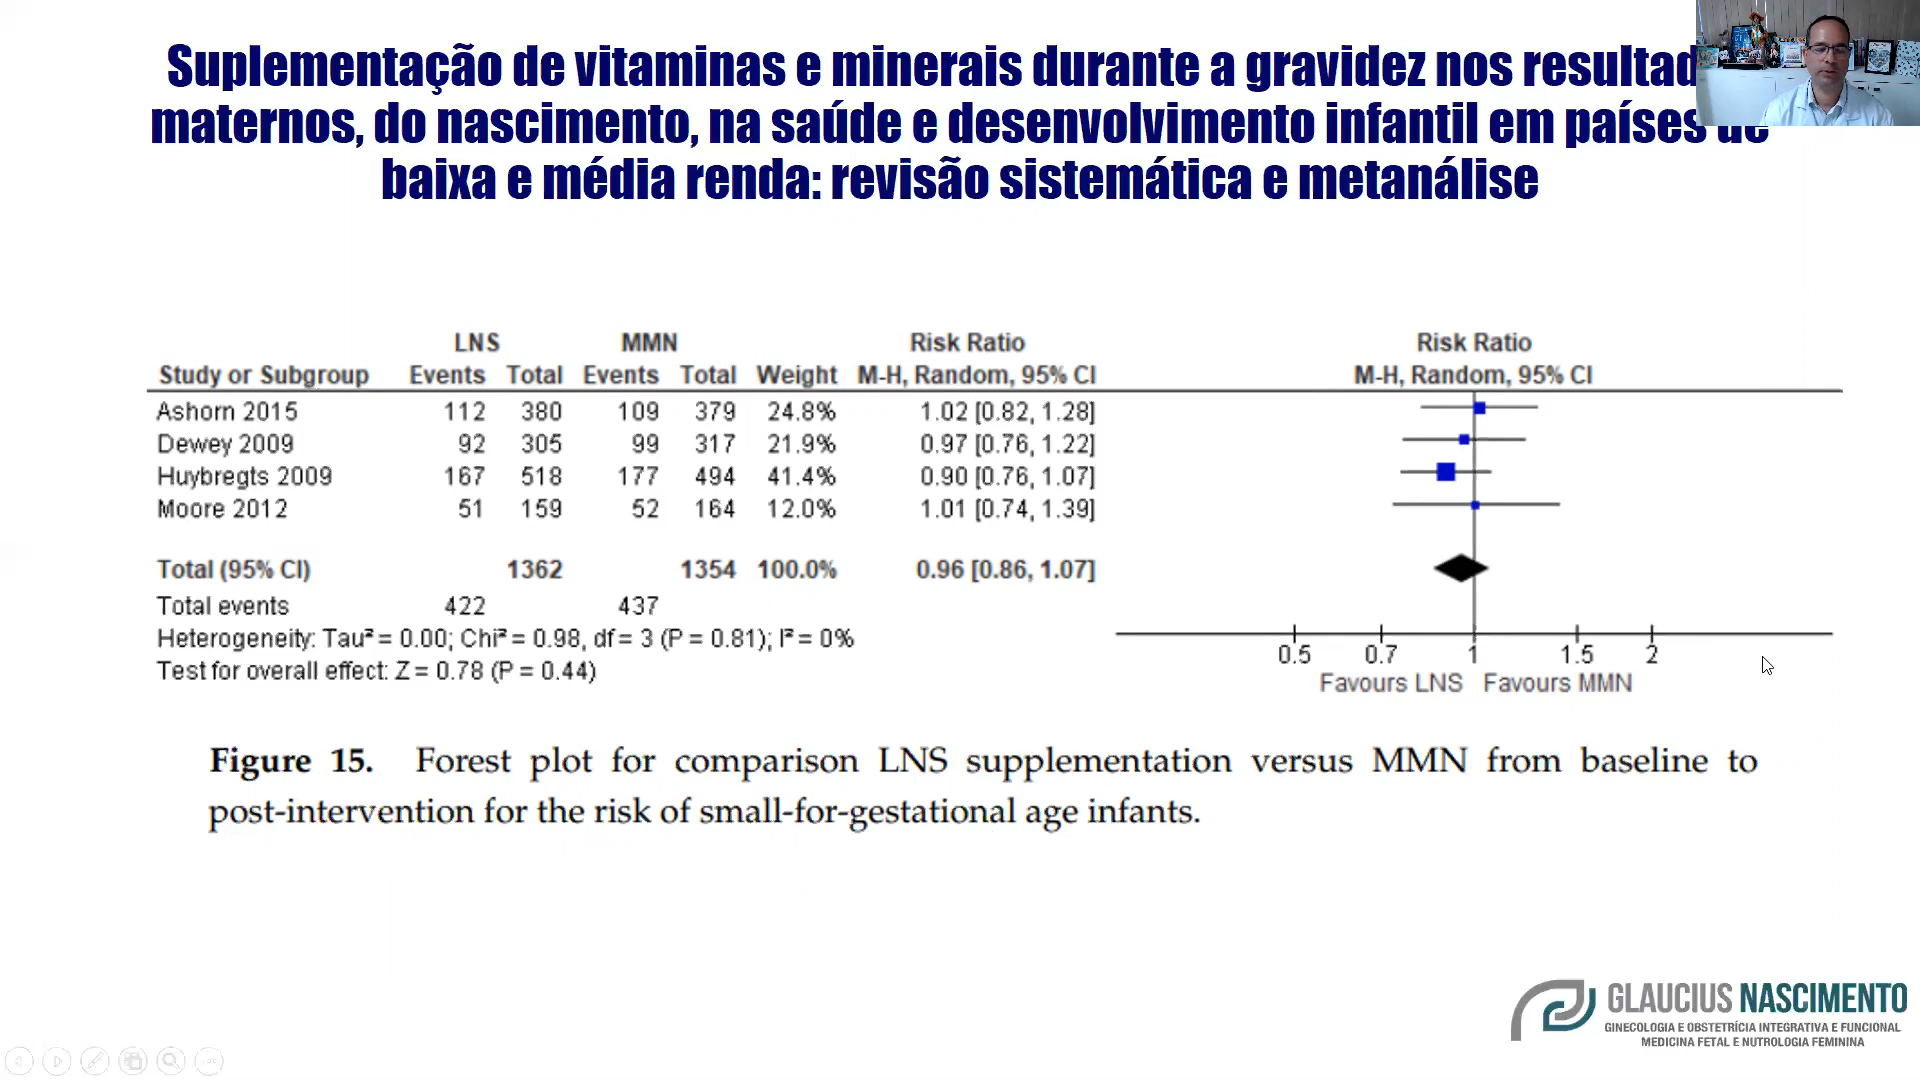 Suplementação de vitaminas e minerais durante a gravidez nos resultad
maternos, do nascimento, na saúde e desenvolvimento infantil em países de
baixa e média renda: revisão sistemática e metanálise
LNS MMN Risk Ratio Risk Ratio
Study or Subgroup Events Total Events Total Weight M-H, Random, 95% CI M-H, Random, 95% CI
Ashorn 2015 112 380 109 379 24.8% 1.02 [0.82, 1.28]
Dewey 2009 92 305 99 317 21.9% 0.97 [0.76, 1.22]
Huybregts 2009 167 518 177 494 41.4% 0.90 [0.76, 1.07]
Moore 2012 51 159 52 164 12.0% 1.01 [0.74, 1.39]
Total (95% CI) 1362 1354 100.0% 0.96 [0.86, 1.07]
Total events 422 437
Heterogeneity: Tau² = 0.00; Chi² = 0.98, df = 3 (P = 0.81); I² = 0%
Test for overall effect: Z = 0.78 (P = 0.44)
0.5 0.7 1 1.5 2
Favours LNS Favours MMN
Figure 15. Forest plot for comparison LNS supplementation versus MMN from baseline to
post-intervention for the risk of small-for-gestational age infants.
GLAUCIUS NASCIMENTO
GINECOLOGIA E OBSTETRÍCIA INTEGRATIVA E FUNCIONAL
MEDICINA FETAL E NUTROLOGIA FEMININA